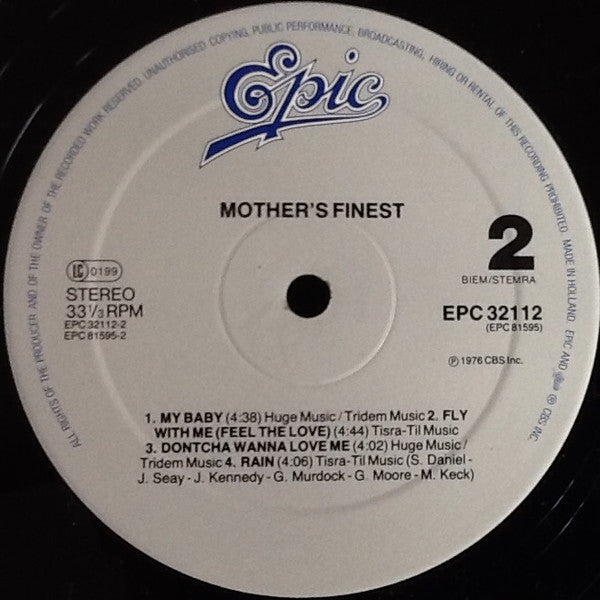 ALL RIGHTS OF THE PRODUCER AND OF THE OWNER OF THE RECORDED WORK RESERVED. UNAUTHORISED COPYING, PUBLIC PERFORMANCE, BROADCASTING, HIRING OR RENTAL OF THIS RECORDING PROHIBITED. MADE IN HOLLAND. EPIC AND ® CBS INC.
Epic
MOTHER'S FINEST
2
BIEM/STEMRA
LC 0199
STEREO
33⅓ RPM
EPC 32112-2
EPC 81595-2
EPC 32112
(EPC 81595)
℗ 1976 CBS Inc.
1. MY BABY (4:38) Huge Music / Tridem Music 2. FLY
WITH ME (FEEL THE LOVE) (4:44) Tisra-Til Music
3. DONTCHA WANNA LOVE ME (4:02) Huge Music /
Tridem Music 4. RAIN (4:06) Tisra-Til Music (S. Daniel -
J. Seay - J. Kennedy - G. Murdock - G. Moore - M. Keck)